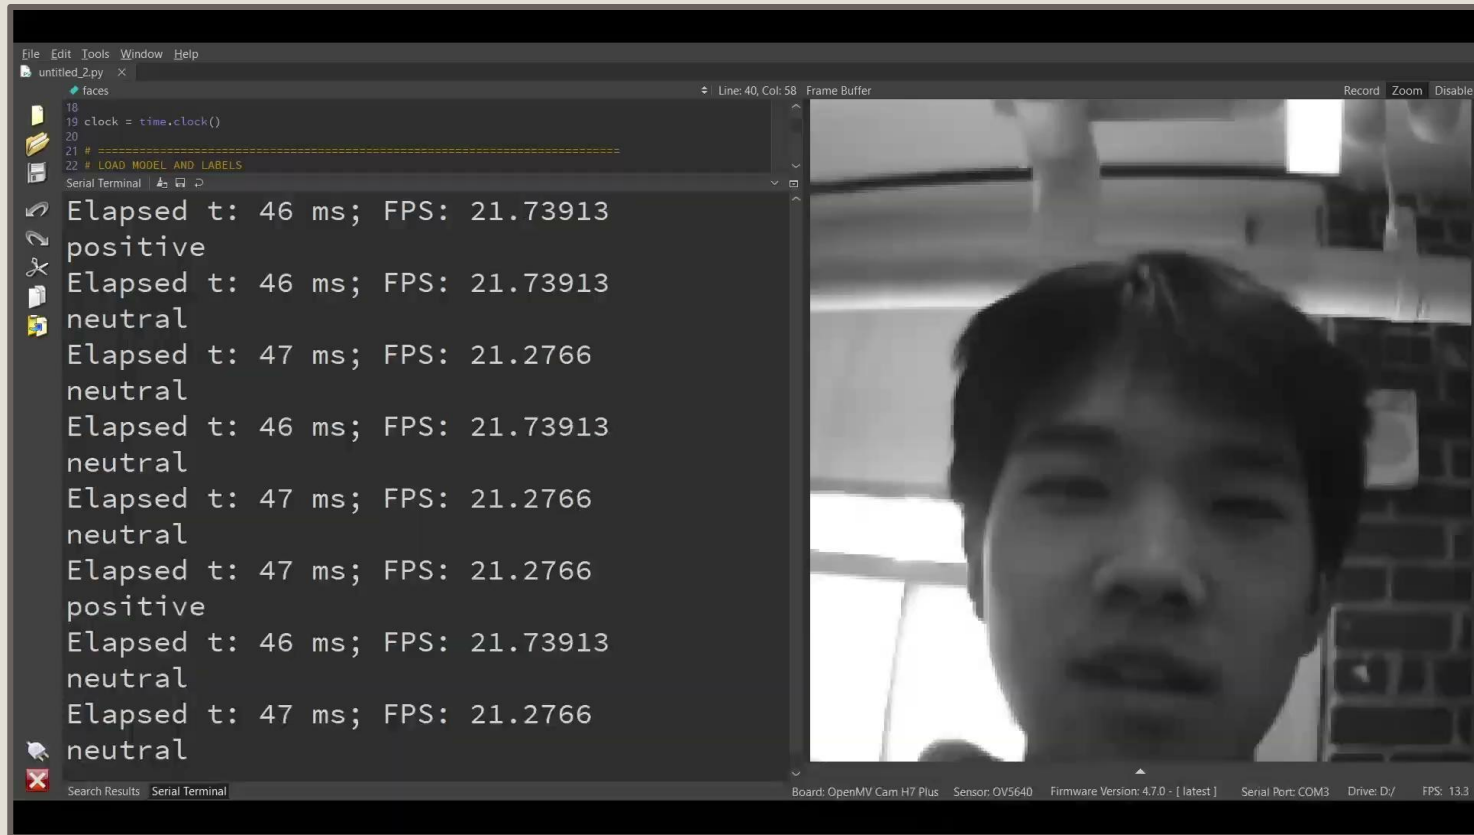 File Edit Tools Window Help
untitled_2.py
faces
Line: 40, Col: 58
Frame Buffer
Record Zoom Disable
18
19 clock = time.clock()
20
21 # ===========================================================================
22 # LOAD MODEL AND LABELS
Serial Terminal
Elapsed t: 46 ms; FPS: 21.73913
positive
Elapsed t: 46 ms; FPS: 21.73913
neutral
Elapsed t: 47 ms; FPS: 21.2766
neutral
Elapsed t: 46 ms; FPS: 21.73913
neutral
Elapsed t: 47 ms; FPS: 21.2766
neutral
Elapsed t: 47 ms; FPS: 21.2766
positive
Elapsed t: 46 ms; FPS: 21.73913
neutral
Elapsed t: 47 ms; FPS: 21.2766
neutral
Search Results Serial Terminal
Board: OpenMV Cam H7 Plus Sensor: OV5640 Firmware Version: 4.7.0 - [ latest ] Serial Port: COM3 Drive: D:/ FPS: 13.3